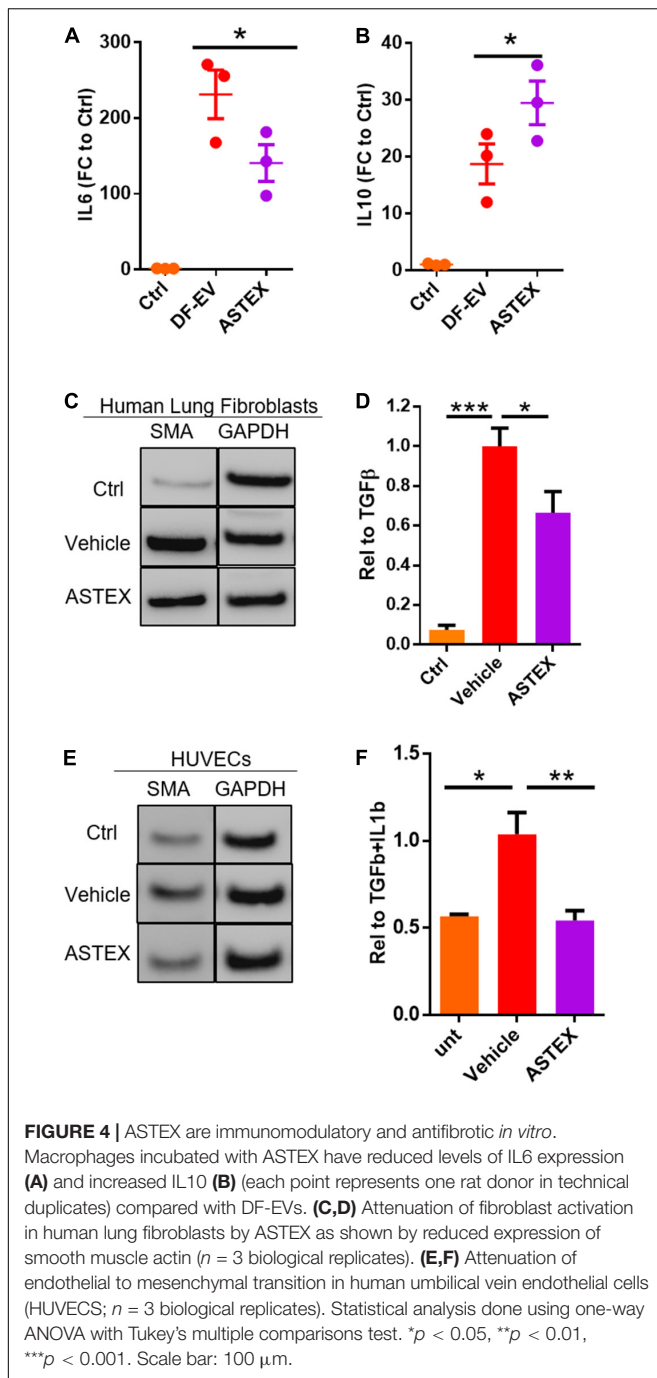 A
*
IL6 (FC to Ctrl)
300
200
100
0
Ctrl
DF-EV
ASTEX
B
*
IL10 (FC to Ctrl)
40
30
20
10
0
Ctrl
DF-EV
ASTEX
C
Human Lung Fibroblasts
SMA GAPDH
Ctrl
Vehicle
ASTEX
D
*** *
Rel to TGFβ
1.2
1.0
0.8
0.6
0.4
0.2
0.0
Ctrl
Vehicle
ASTEX
E
HUVECs
SMA GAPDH
Ctrl
Vehicle
ASTEX
F
* **
Rel to TGFb+IL1b
1.5
1.0
0.5
0.0
unt
Vehicle
ASTEX
FIGURE 4 | ASTEX are immunomodulatory and antifibrotic in vitro.
Macrophages incubated with ASTEX have reduced levels of IL6 expression
(A) and increased IL10 (B) (each point represents one rat donor in technical
duplicates) compared with DF-EVs. (C,D) Attenuation of fibroblast activation
in human lung fibroblasts by ASTEX as shown by reduced expression of
smooth muscle actin (n = 3 biological replicates). (E,F) Attenuation of
endothelial to mesenchymal transition in human umbilical vein endothelial cells
(HUVECS; n = 3 biological replicates). Statistical analysis done using one-way
ANOVA with Tukey's multiple comparisons test. *p < 0.05, **p < 0.01,
***p < 0.001. Scale bar: 100 μm.